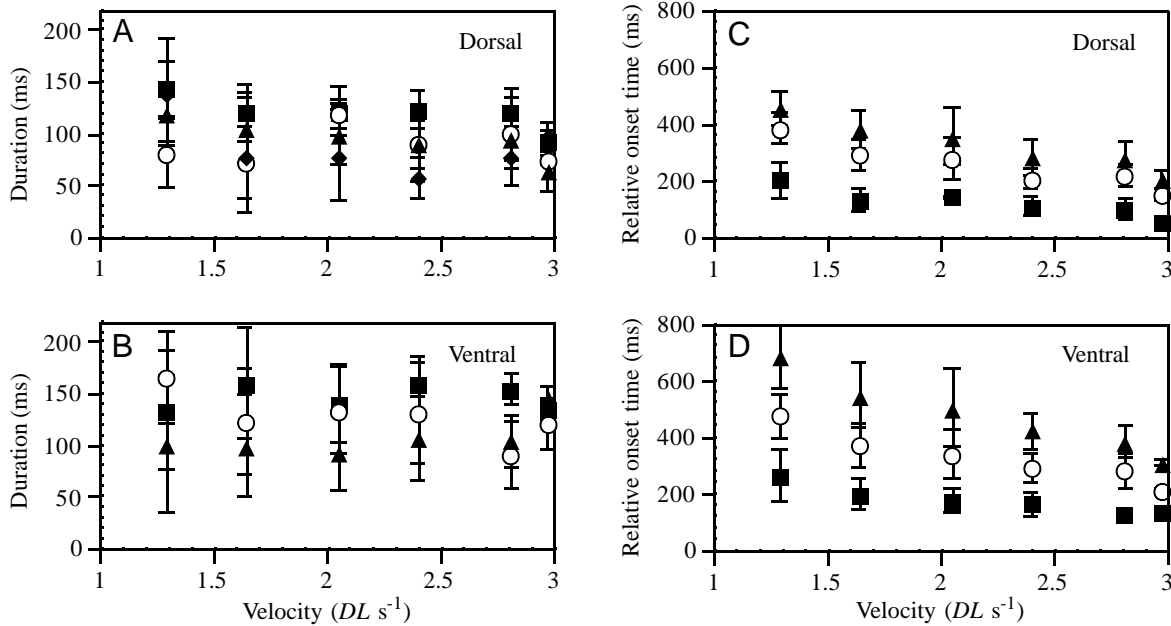 A
Dorsal
Duration (ms)
200
150
100
50
0
1
1.5
2
2.5
3
B
Ventral
Duration (ms)
200
150
100
50
0
1
1.5
2
2.5
3
Velocity (DL s⁻¹)
C
Dorsal
Relative onset time (ms)
800
600
400
200
0
1
1.5
2
2.5
3
D
Ventral
Relative onset time (ms)
800
600
400
200
0
1
1.5
2
2.5
3
Velocity (DL s⁻¹)